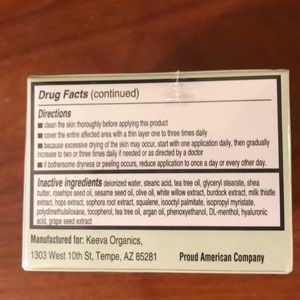 Drug Facts (continued)
Directions
■ clean the skin thoroughly before applying this product
■ cover the entire affected area with a thin layer one to three times daily
■ because excessive drying of the skin may occur, start with one application daily, then gradually
increase to two or three times daily if needed or as directed by a doctor
■ if bothersome dryness or peeling occurs, reduce application to once a day or every other day.
Inactive ingredients deionized water, stearic acid, tea tree oil, glyceryl stearate, shea
butter, rosehips seed oil, sesame seed oil, olive oil, white willow extract, burdock extract, milk thistle
extract, hops extract, sophora root extract, squalene, isooctyl palmitate, isopropyl myristate,
polydimethulsiloxane, tocopherol, tea tree oil, argan oil, phenoxyethanol, DL-menthol, hyaluronic
acid, grape seed extract
Manufactured for: Keeva Organics,
1303 West 10th St, Tempe, AZ 85281
Proud American Company